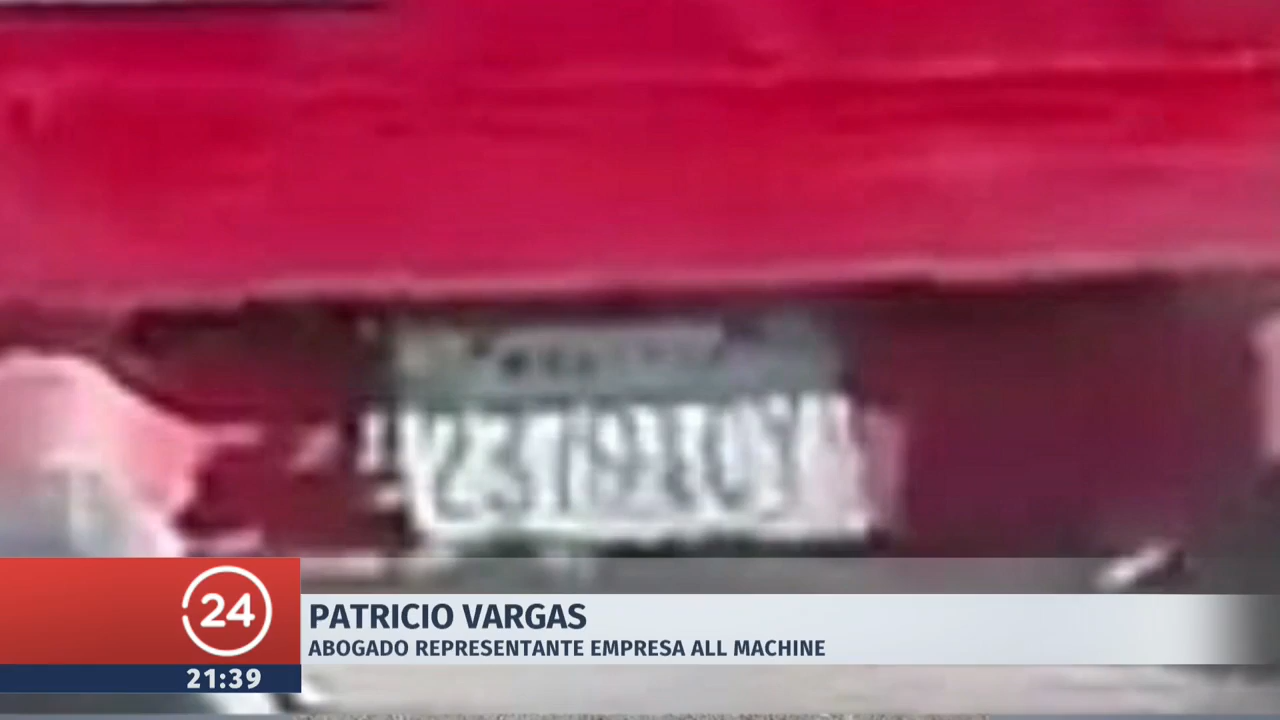 24
PATRICIO VARGAS
ABOGADO REPRESENTANTE EMPRESA ALL MACHINE
21:39